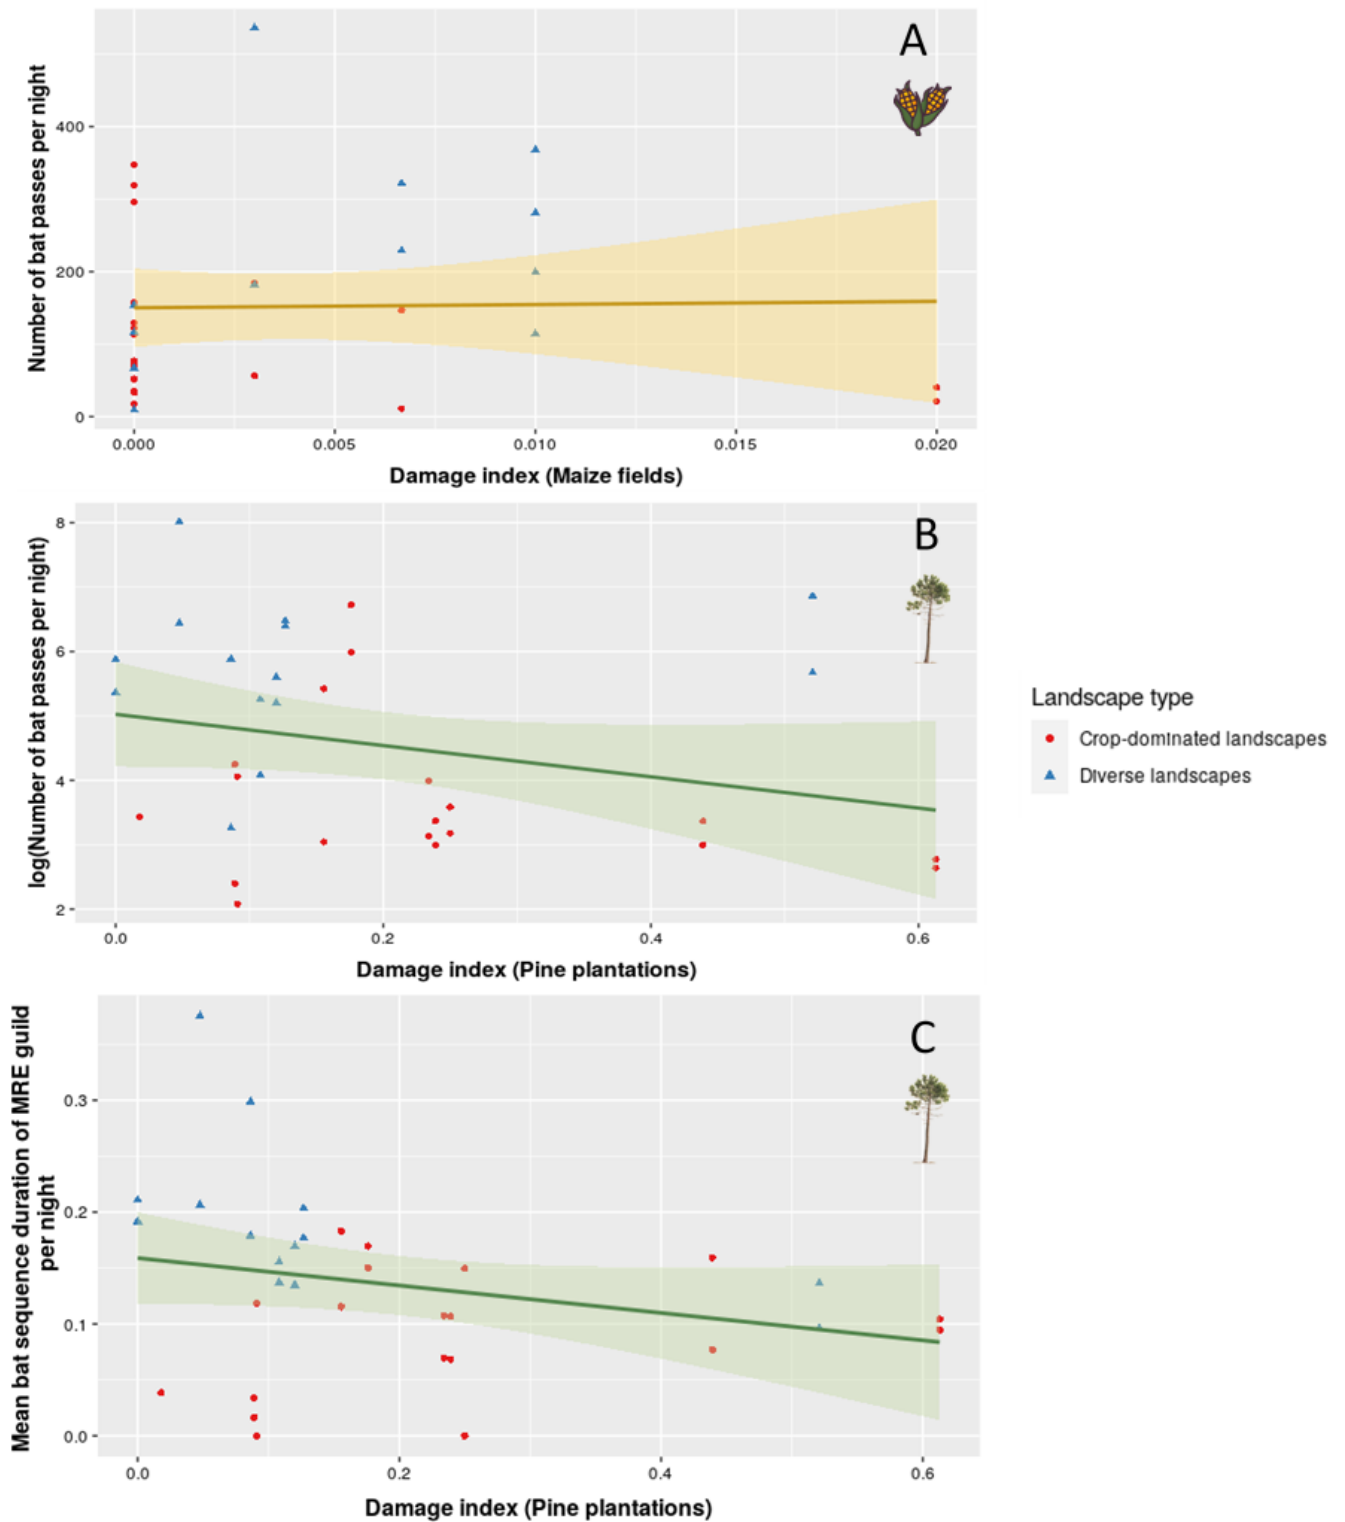 A
Number of bat passes per night
400
200
0
0.000 0.005 0.010 0.015 0.020
Damage index (Maize fields)
B
log(Number of bat passes per night)
8
6
4
2
0.0 0.2 0.4 0.6
Damage index (Pine plantations)
Landscape type
Crop-dominated landscapes
Diverse landscapes
C
Mean bat sequence duration of MRE guild
per night
0.3
0.2
0.1
0.0
0.0 0.2 0.4 0.6
Damage index (Pine plantations)